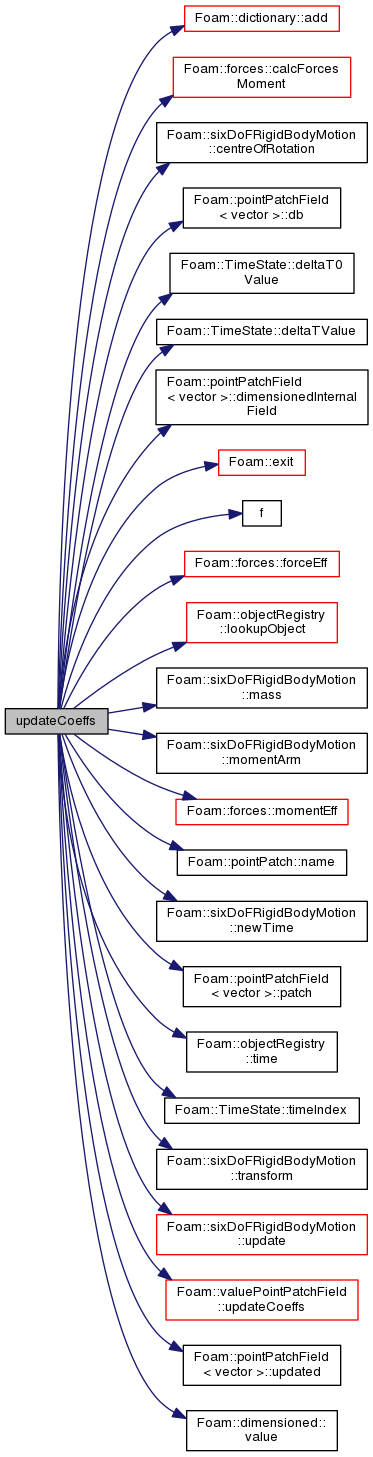 Foam::dictionary::add
Foam::forces::calcForces
Moment
Foam::sixDoFRigidBodyMotion
::centreOfRotation
Foam::pointPatchField
< vector >::db
Foam::TimeState::deltaT0
Value
Foam::TimeState::deltaTValue
Foam::pointPatchField
< vector >::dimensionedInternal
Field
Foam::exit
f
Foam::forces::forceEff
Foam::objectRegistry
::lookupObject
Foam::sixDoFRigidBodyMotion
::mass
updateCoeffs
Foam::sixDoFRigidBodyMotion
::momentArm
Foam::forces::momentEff
Foam::pointPatch::name
Foam::sixDoFRigidBodyMotion
::newTime
Foam::pointPatchField
< vector >::patch
Foam::objectRegistry
::time
Foam::TimeState::timeIndex
Foam::sixDoFRigidBodyMotion
::transform
Foam::sixDoFRigidBodyMotion
::update
Foam::valuePointPatchField
::updateCoeffs
Foam::pointPatchField
< vector >::updated
Foam::dimensioned::
value